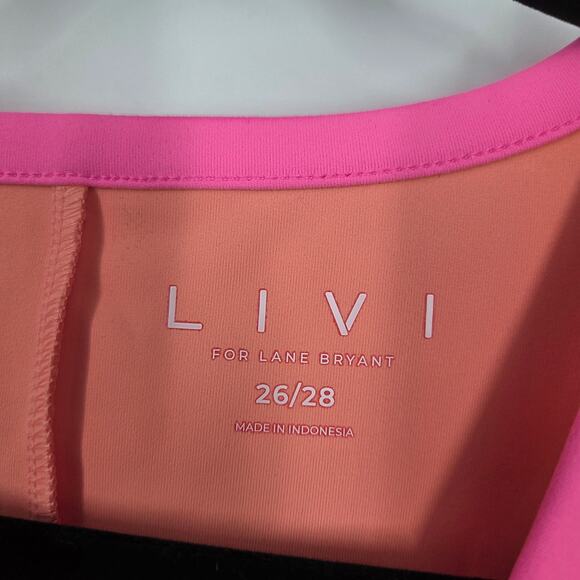 LIVI
FOR LANE BRYANT
26/28
MADE IN INDONESIA